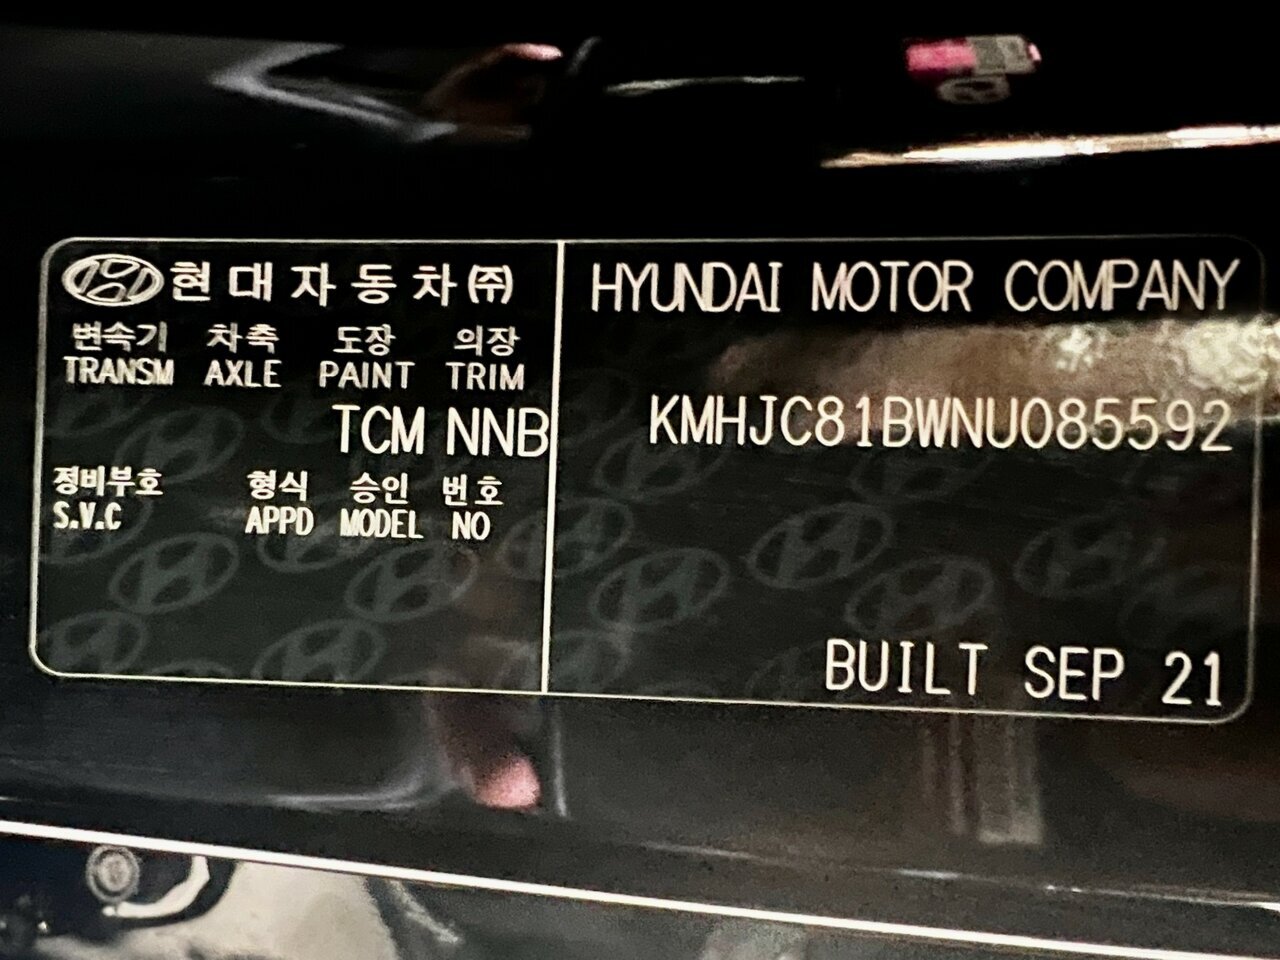 현대자동차㈜
변속기 차축 도장 의장
TRANSM AXLE PAINT TRIM
TCM NNB
정비부호 형식 승인 번호
S.V.C APPD MODEL NO
HYUNDAI MOTOR COMPANY
KMHJC81BWNU085592
BUILT SEP 21